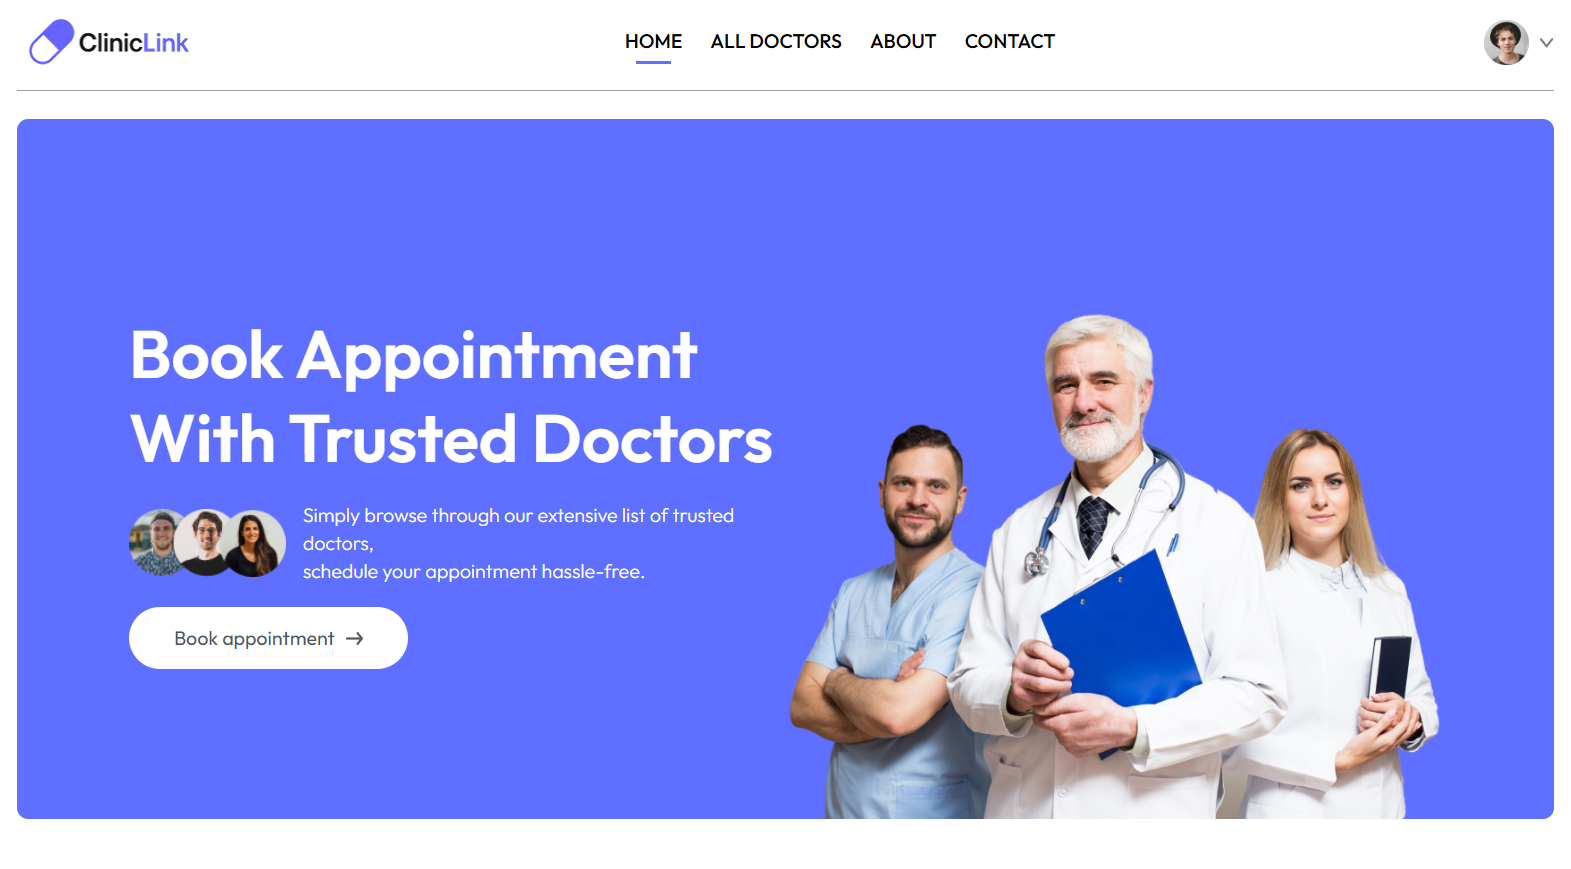 ClinicLink
HOME ALL DOCTORS ABOUT CONTACT
Book Appointment
With Trusted Doctors
Simply browse through our extensive list of trusted
doctors,
schedule your appointment hassle-free.
Book appointment →